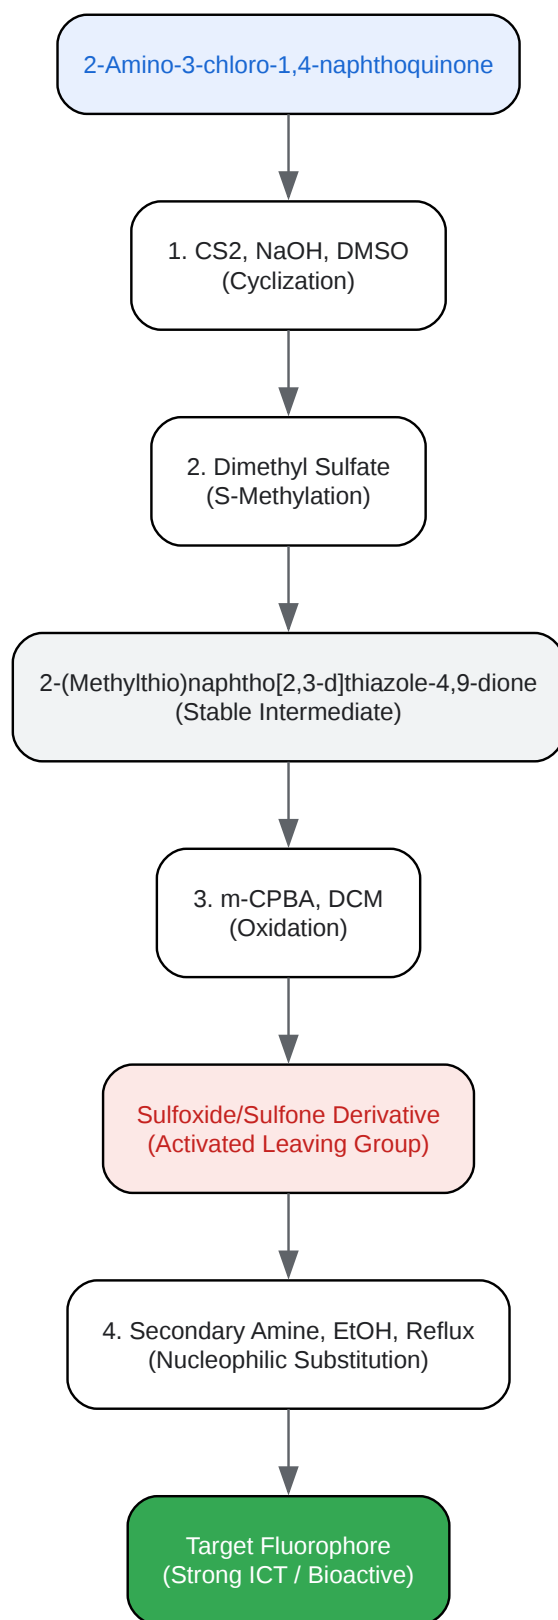 2-Amino-3-chloro-1,4-naphthoquinone
1. CS2, NaOH, DMSO
(Cyclization)
2. Dimethyl Sulfate
(S-Methylation)
2-(Methylthio)naphtho[2,3-d]thiazole-4,9-dione
(Stable Intermediate)
3. m-CPBA, DCM
(Oxidation)
Sulfoxide/Sulfone Derivative
(Activated Leaving Group)
4. Secondary Amine, EtOH, Reflux
(Nucleophilic Substitution)
Target Fluorophore
(Strong ICT / Bioactive)